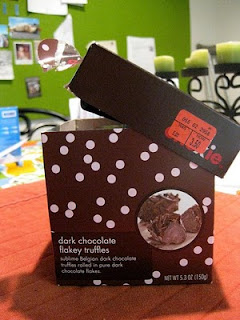 dark chocolate
flakey truffles
sublime Belgian dark chocolate
truffles rolled in pure dark
chocolate flakes.
NET WT 5.3 OZ (150g)